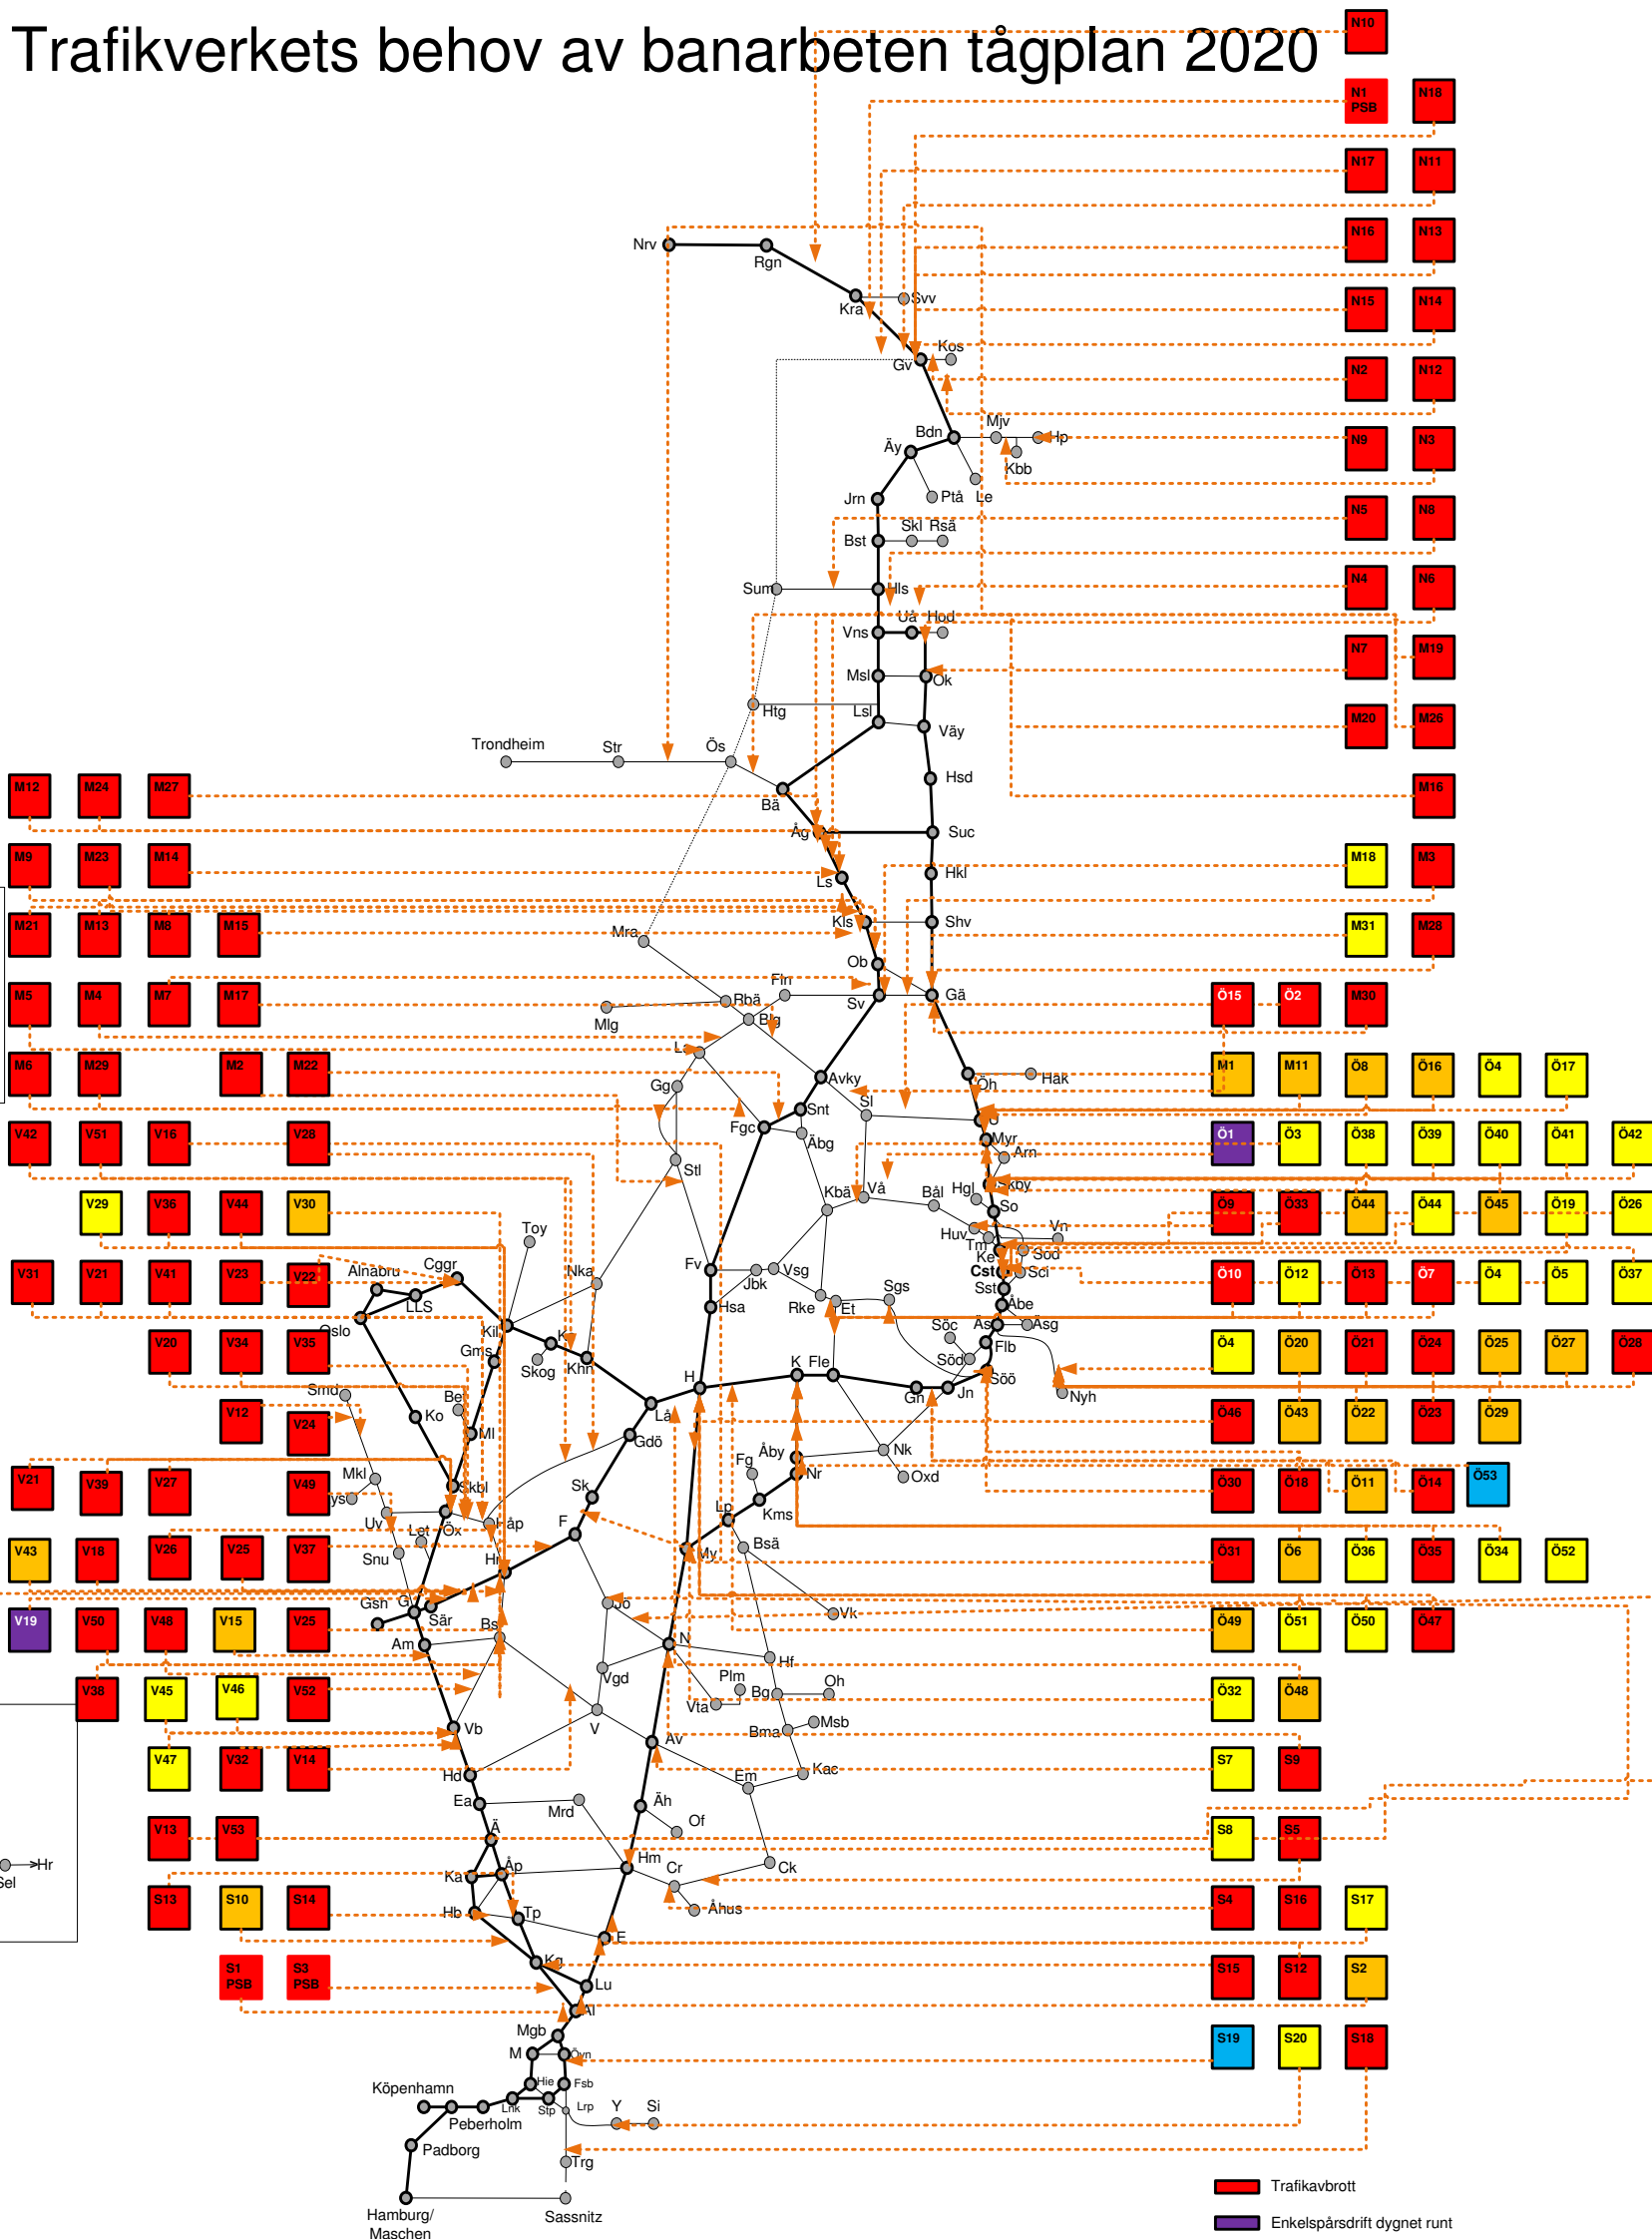 Trafikverkets behov av banarbeten tågplan 2020
N10
N1
PSB
N18
N17
N11
N16
N13
Nrv
Rgn
Kra
Svv
N15
N14
Kos
Gv
N2
N12
Bdn
Mjv
Hp
Äy
Kbb
N9
N3
Jrn
Ptå
Le
N5
N8
Bst
Skl
Rsä
Sum
Hls
N4
N6
Uå
Hod
Vns
N7
M19
Msl
Ök
Htg
Lsl
Väy
M20
M26
Trondheim
Str
Ös
Hsd
M12
M24
M27
Bä
M16
Åg
Suc
M9
M23
M14
Ls
Hkl
M18
M3
M21
M13
M8
M15
Mra
Kls
Shv
M31
M28
Ob
M5
M4
M7
M17
Fln
Rbä
Mlg
Blg
Sv
Gä
Ö15
Ö2
M30
M6
M29
M2
M22
Gg
Avky
Öh
Hak
M1
M11
Ö8
Ö16
Ö4
Ö17
Snt
Sl
U
V42
V51
V16
V28
Fgc
Äbg
Myr
Arn
Ö1
Ö3
Ö38
Ö39
Ö40
Ö41
Ö42
Stl
Kbä
Vå
Bål
Hgl
Skby
V29
V36
V44
V30
So
Ö9
Ö33
Ö44
Ö44
Ö45
Ö19
Ö26
Toy
Huv
Vn
Tm
Ke
Sod
V31
V21
V41
V23
V22
Alnabru
Cggr
LLS
Nka
Fv
Jbk
Vsg
Rke
Et
Sgs
Cst
Sci
Sst
Ö10
Ö12
Ö13
Ö7
Ö4
Ö5
Ö37
Oslo
Kil
Hsa
Åbe
V20
V34
V35
Gms
K
Skog
Khn
Söc
Söd
Äs
Asg
Flb
Ö4
Ö20
Ö21
Ö24
Ö25
Ö27
Ö28
H
K
Fle
Gn
Jn
Söö
Nyh
V12
V24
Smd
Ko
Lå
Ö46
Ö43
Ö22
Ö23
Ö29
Ml
Gdö
Åby
Nk
V21
V39
V27
V49
Mkl
Skbl
Sk
Fg
Nr
Oxd
Ö30
Ö18
Ö11
Ö14
Ö53
Uv
Öx
F
Lp
Kms
V43
V18
V26
V25
V37
Snu
My
Bsä
Ö31
Ö6
Ö36
Ö35
Ö34
Ö52
V19
V50
V48
V15
V25
Gsh
G
Sär
Vk
Ö49
Ö51
Ö50
Ö47
Am
N
Hf
V38
V45
V46
V52
Vgd
Plm
Vta
Bg
Oh
Ö32
Ö48
Vb
V
Bma
Msb
V47
V32
V14
Hd
Av
Em
Kac
S7
S9
Ea
Mrd
Äh
Of
V13
V53
Ä
S8
S5
Hr
Åp
Ka
Hm
Cr
Ck
S13
S10
S14
Hb
Tp
Åhus
S4
S16
S17
E
S1
PSB
S3
PSB
Kg
Lu
S15
S12
S2
Al
Mgb
M
S19
S20
S18
Köpenhamn
Hie
Fsb
Peberholm
Lnk
Stp
Lrp
Y
Si
Padborg
Trg
Trafikavbrott
Hamburg/
Maschen
Sassnitz
Enkelspårsdrift dygnet runt